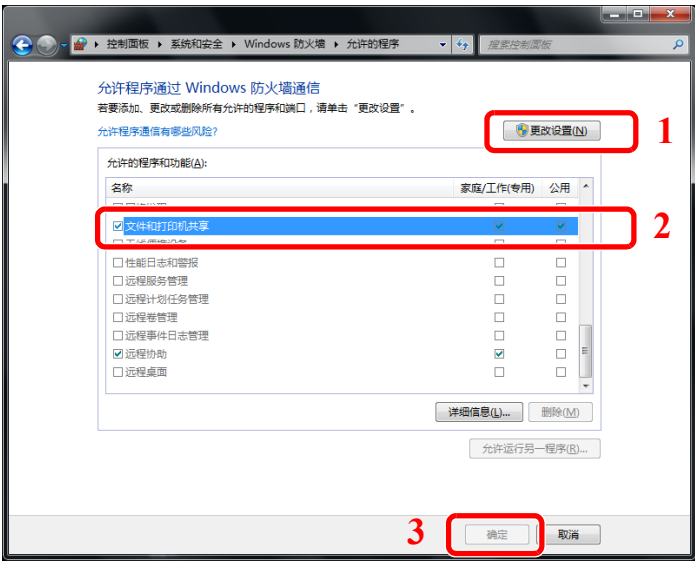 控制面板 ▸ 系统和安全 ▸ Windows 防火墙 ▸ 允许的程序
搜索控制面板
允许程序通过 Windows 防火墙通信
若要添加、更改或删除所有允许的程序和端口，请单击“更改设置”。
允许程序通信有哪些风险?
更改设置(N)
1
允许的程序和功能(A):
名称 家庭/工作(专用) 公用
文件和打印机共享
2
性能日志和警报
远程服务管理
远程计划任务管理
远程卷管理
远程事件日志管理
远程协助
远程桌面
详细信息(L)... 删除(M)
允许运行另一程序(R)...
3
确定 取消